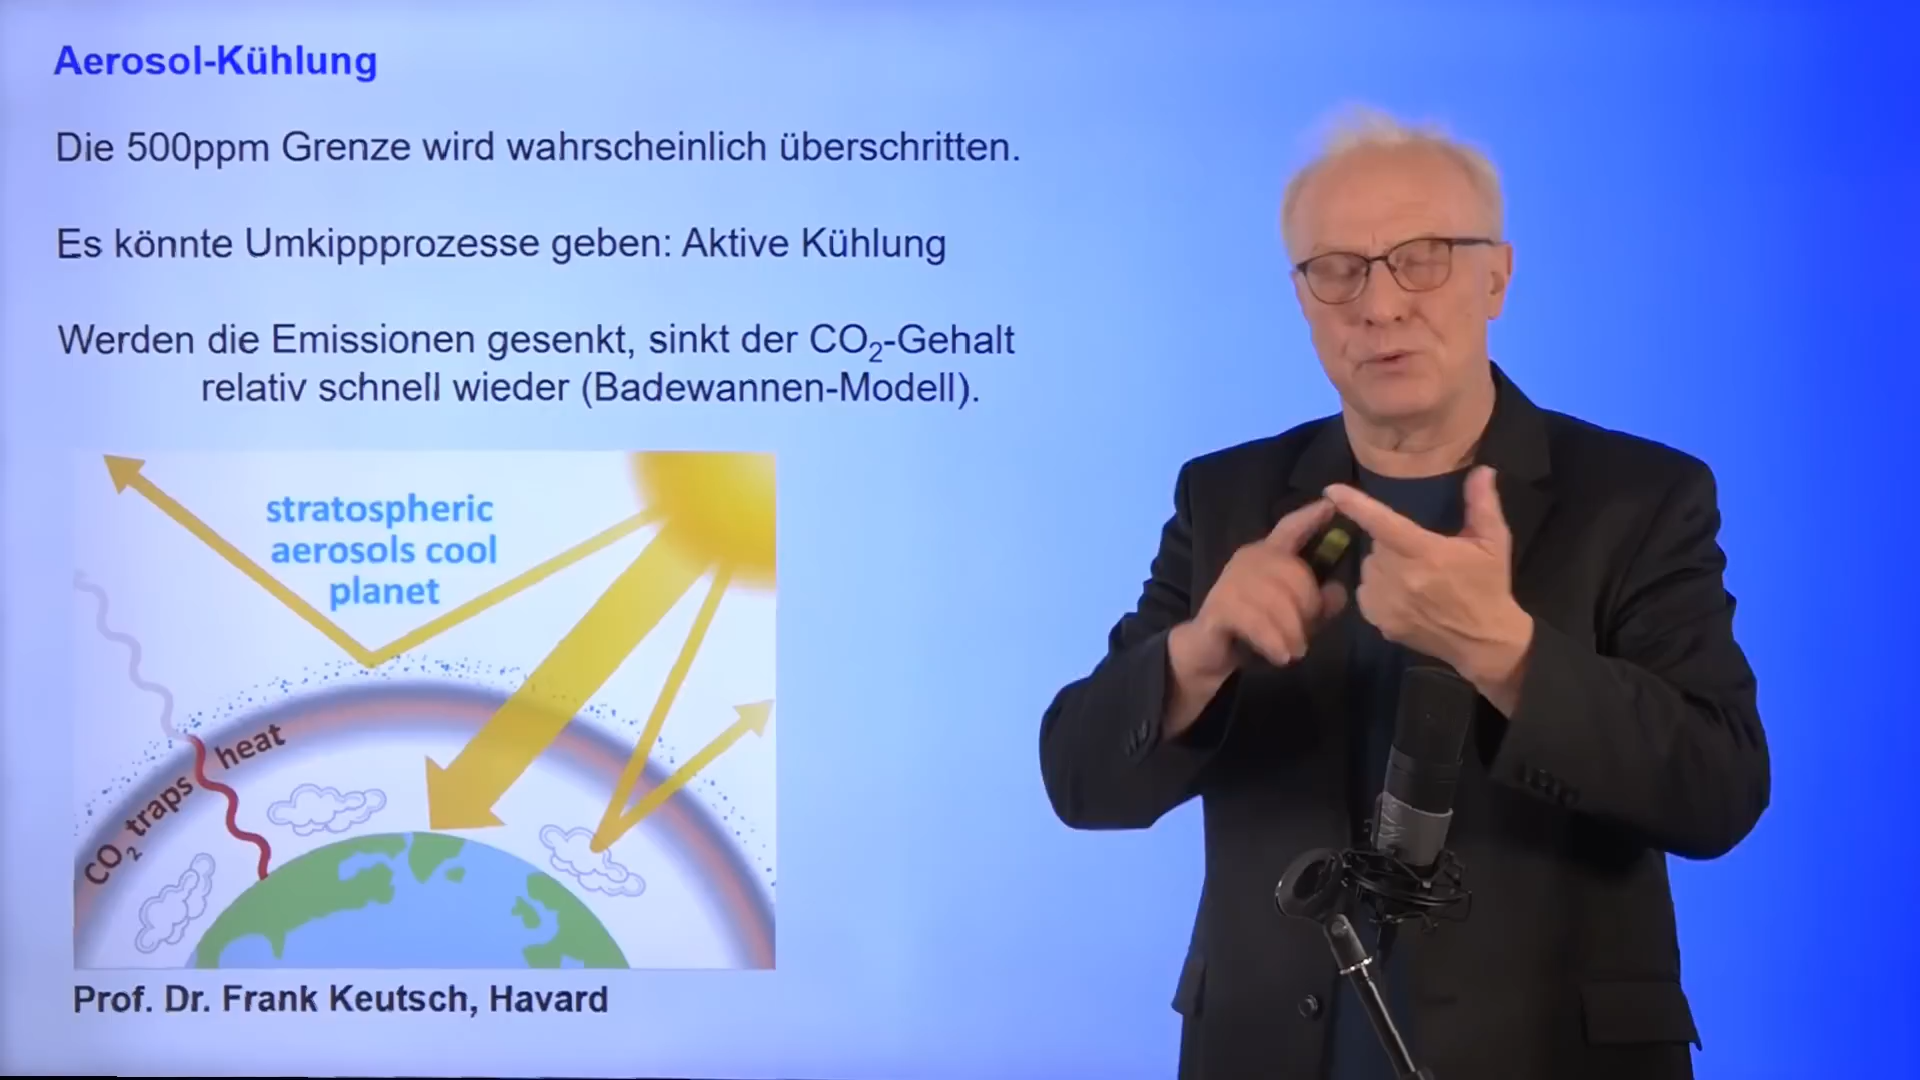 Aerosol-Kühlung
Die 500ppm Grenze wird wahrscheinlich überschritten.
Es könnte Umkippprozesse geben: Aktive Kühlung
Werden die Emissionen gesenkt, sinkt der CO₂-Gehalt
relativ schnell wieder (Badewannen-Modell).
stratospheric
aerosols cool
planet
CO₂ traps heat
Prof. Dr. Frank Keutsch, Havard